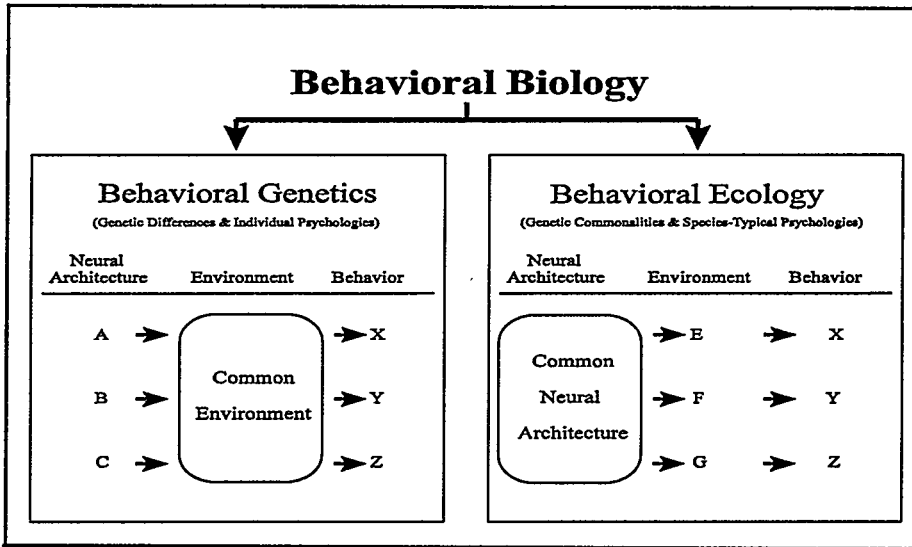 Behavioral Biology
Behavioral Genetics
(Genetic Differences & Individual Psychologies)
Neural
Architecture Environment Behavior
A X
Common
B Y
Environment
C Z
Behavioral Ecology
(Genetic Commonalities & Species-Typical Psychologies)
Neural
Architecture Environment Behavior
E X
Common
Neural F Y
Architecture
G Z